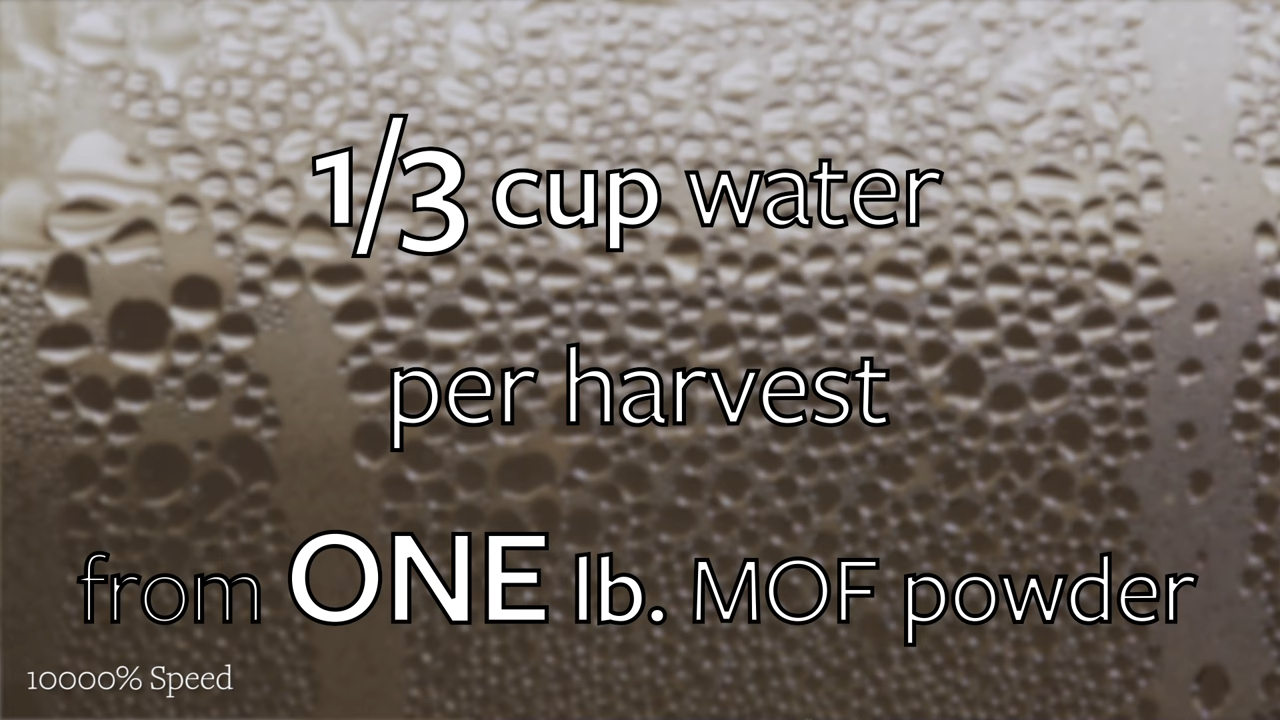 1/3 cup water
per harvest
from ONE lb. MOF powder
10000% Speed